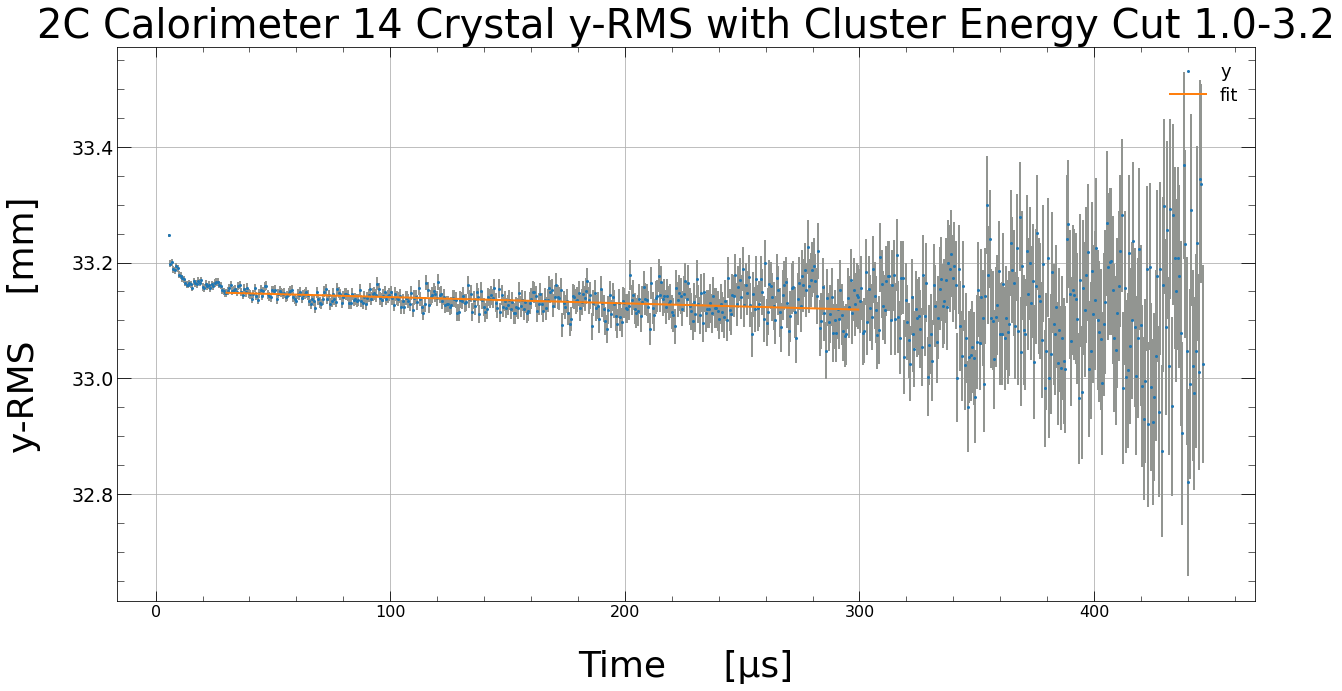 2C Calorimeter 14 Crystal y-RMS with Cluster Energy Cut 1.0-3.2
y
fit
y-RMS [mm]
33.4
33.2
33.0
32.8
0 100 200 300 400
Time [µs]